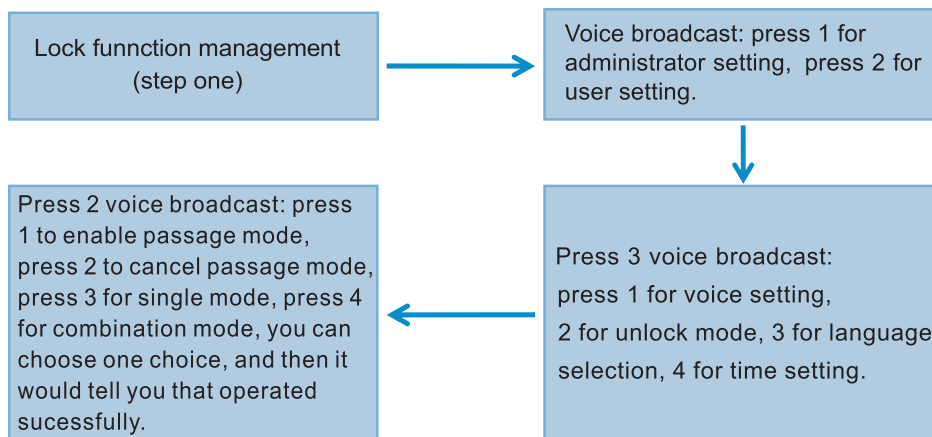 Lock funnction management
(step one)
Voice broadcast: press 1 for
administrator setting, press 2 for
user setting.
Press 3 voice broadcast:
press 1 for voice setting,
2 for unlock mode, 3 for language
selection, 4 for time setting.
Press 2 voice broadcast: press
1 to enable passage mode,
press 2 to cancel passage mode,
press 3 for single mode, press 4
for combination mode, you can
choose one choice, and then it
would tell you that operated
sucessfully.